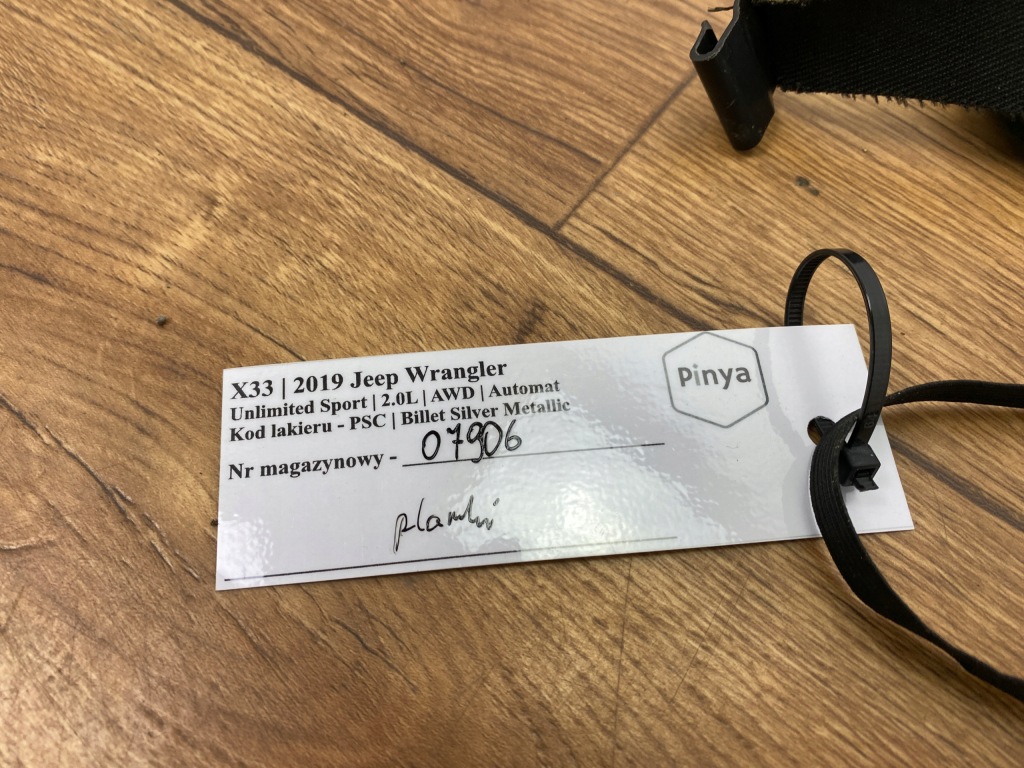 X33 | 2019 Jeep Wrangler
Unlimited Sport | 2.0L | AWD | Automat
Kod lakieru - PSC | Billet Silver Metallic
Nr magazynowy - 07906
plamki
Pinya